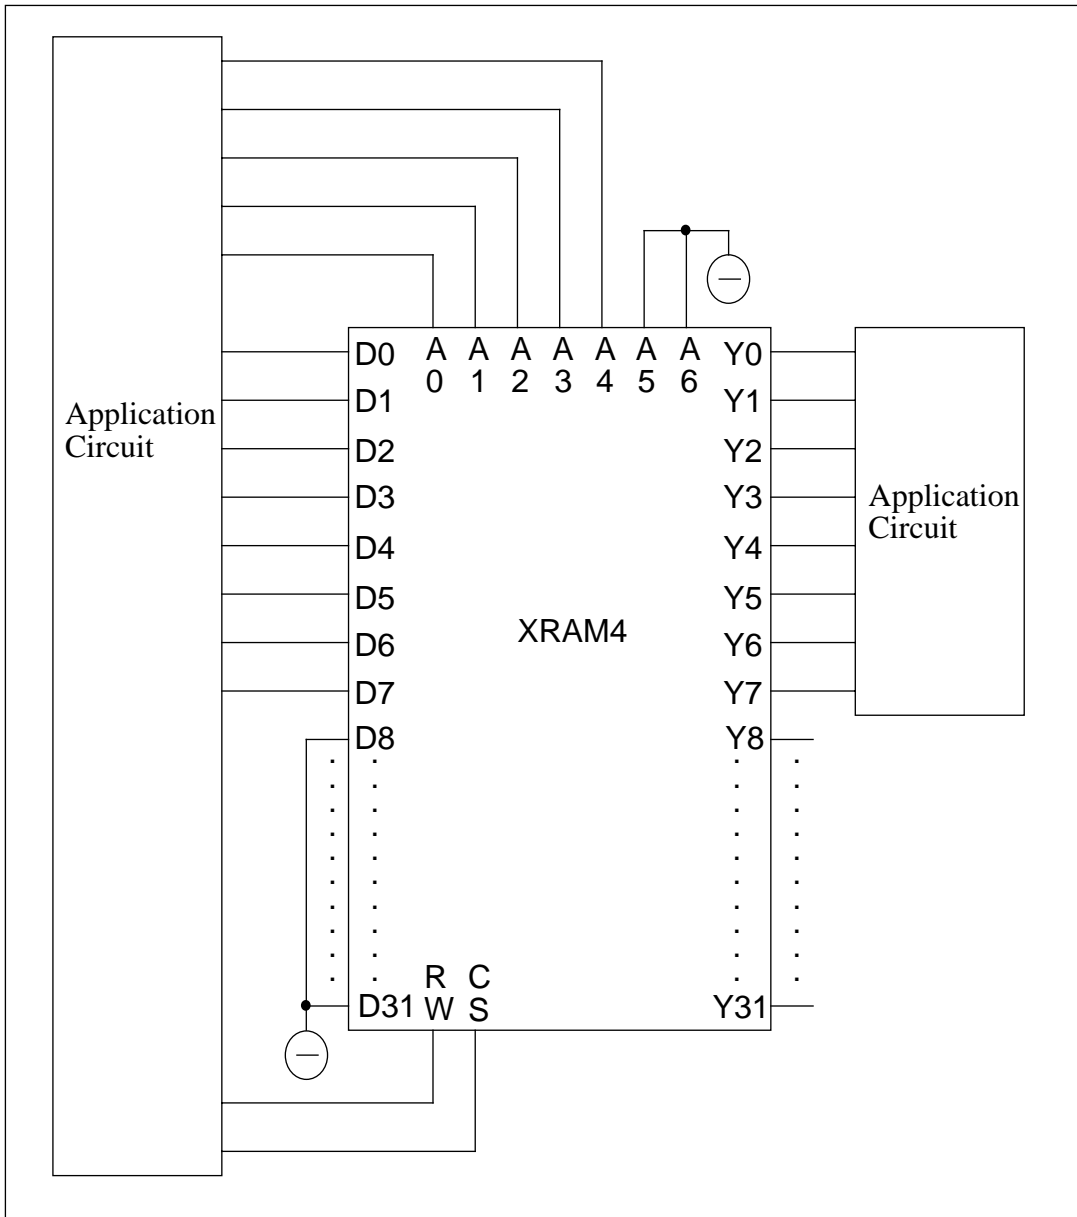 Application
Circuit
D0
D1
D2
D3
D4
D5
D6
D7
D8
D31
A A A A A A A
0 1 2 3 4 5 6
XRAM4
R C
W S
Y0
Y1
Y2
Y3
Y4
Y5
Y6
Y7
Y8
Y31
Application
Circuit